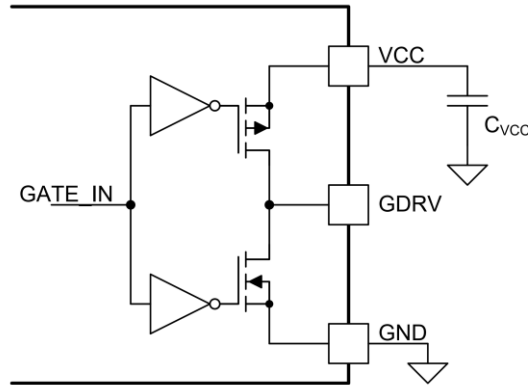 VCC
CVCC
GATE_IN
GDRV
GND